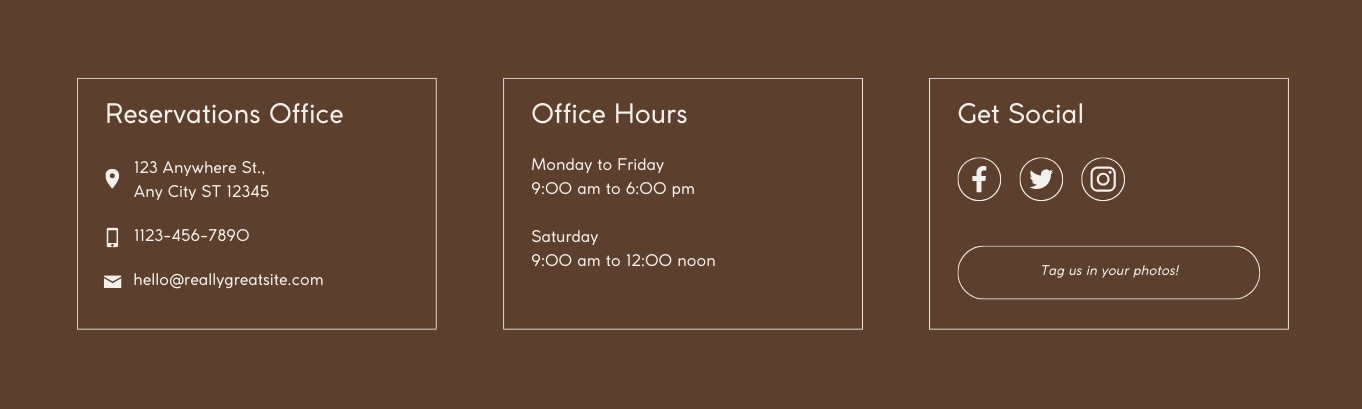 Reservations Office
123 Anywhere St.,
Any City ST 12345
1123-456-7890
hello@reallygreatsite.com
Office Hours
Monday to Friday
9:00 am to 6:00 pm
Saturday
9:00 am to 12:00 noon
Get Social
Tag us in your photos!